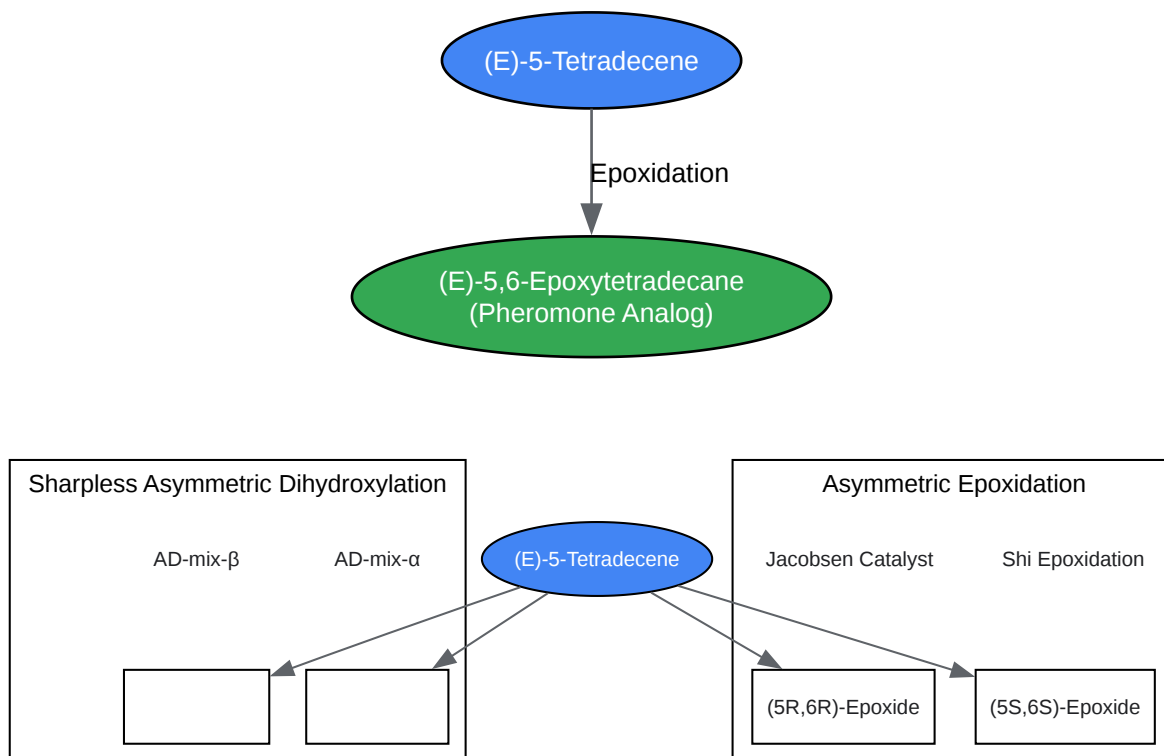 (E)-5-Tetradecene
Epoxidation
(E)-5,6-Epoxytetradecane
(Pheromone Analog)
Sharpless Asymmetric Dihydroxylation
AD-mix-β
AD-mix-α
(E)-5-Tetradecene
Asymmetric Epoxidation
Jacobsen Catalyst
Shi Epoxidation
(5R,6R)-Epoxide
(5S,6S)-Epoxide